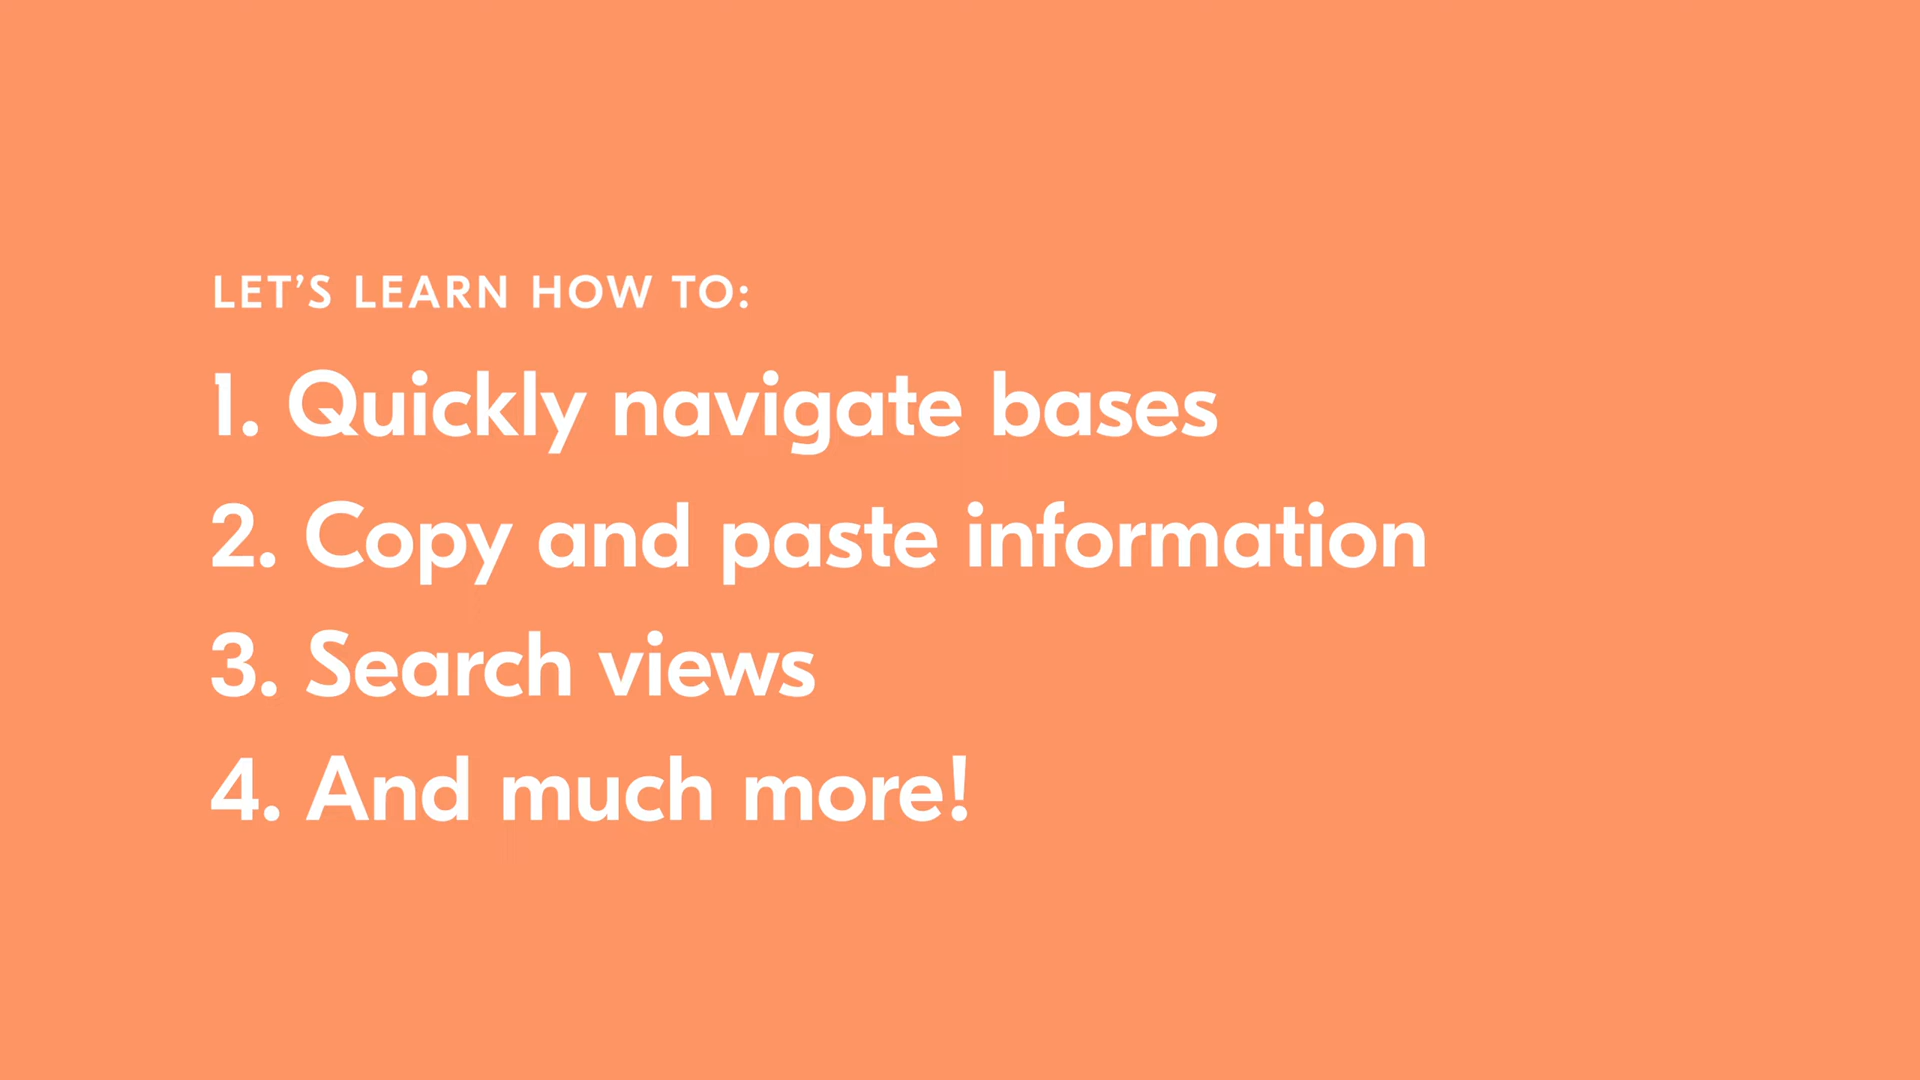 LET’S LEARN HOW TO:
1. Quickly navigate bases
2. Copy and paste information
3. Search views
4. And much more!